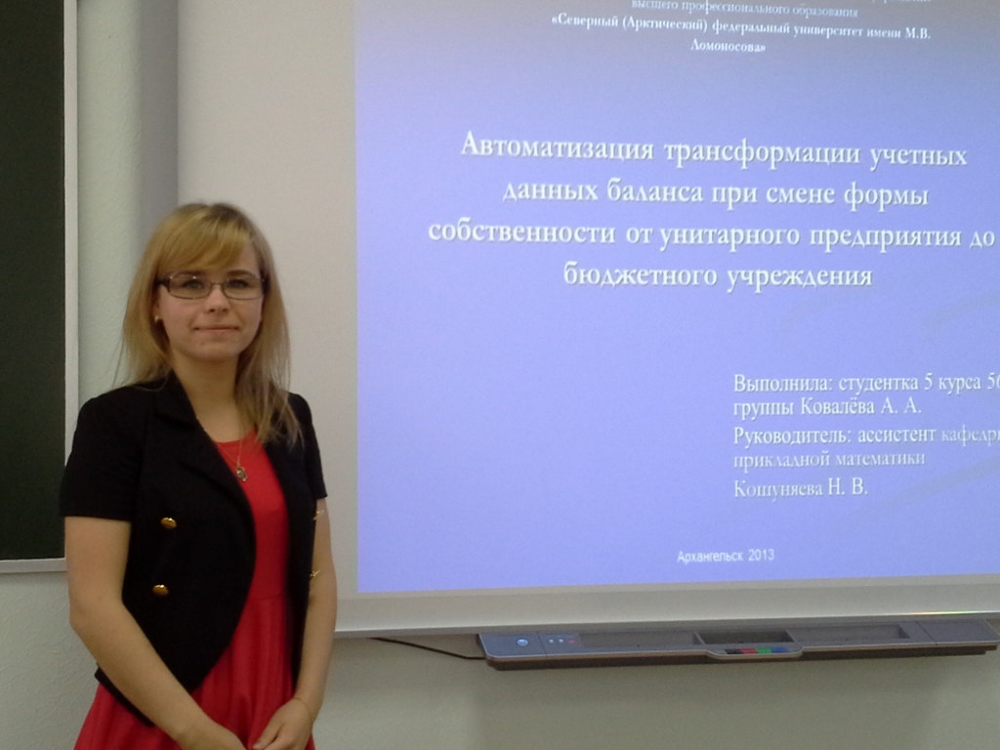 высшего профессионального образования
«Северный (Арктический) федеральный университет имени М.В.
Ломоносова»
Автоматизация трансформации учетных
данных баланса при смене формы
собственности от унитарного предприятия до
бюджетного учреждения
Выполнила: студентка 5 курса
группы Ковалёва А. А.
Руководитель: ассистент
прикладной математики
Кошуняева Н. В.
Архангельск 2013